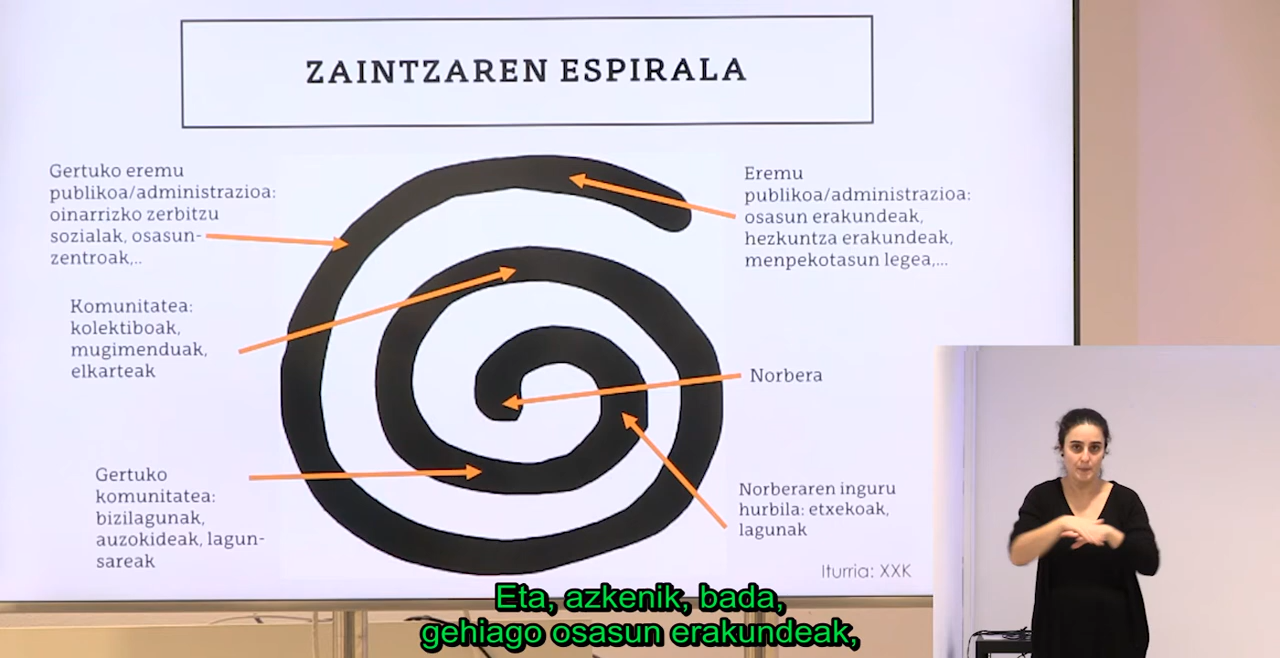 ZAINTZAREN ESPIRALA
Gertuko eremu
publikoa/administrazioa:
oinarrizko zerbitzu
sozialak, osasun-
zentroak,..
Eremu
publikoa/administrazioa:
osasun erakundeak,
hezkuntza erakundeak,
menpekotasun legea,...
Komunitatea:
kolektiboak,
mugimenduak,
elkarteak
Norbera
Gertuko
komunitatea:
bizilagunak,
auzokideak, lagun-
sareak
Norberaren inguru
hurbila: etxekoak,
lagunak
Iturria: XXK
Eta, azkenik, bada,
gehiago osasun erakundeak,